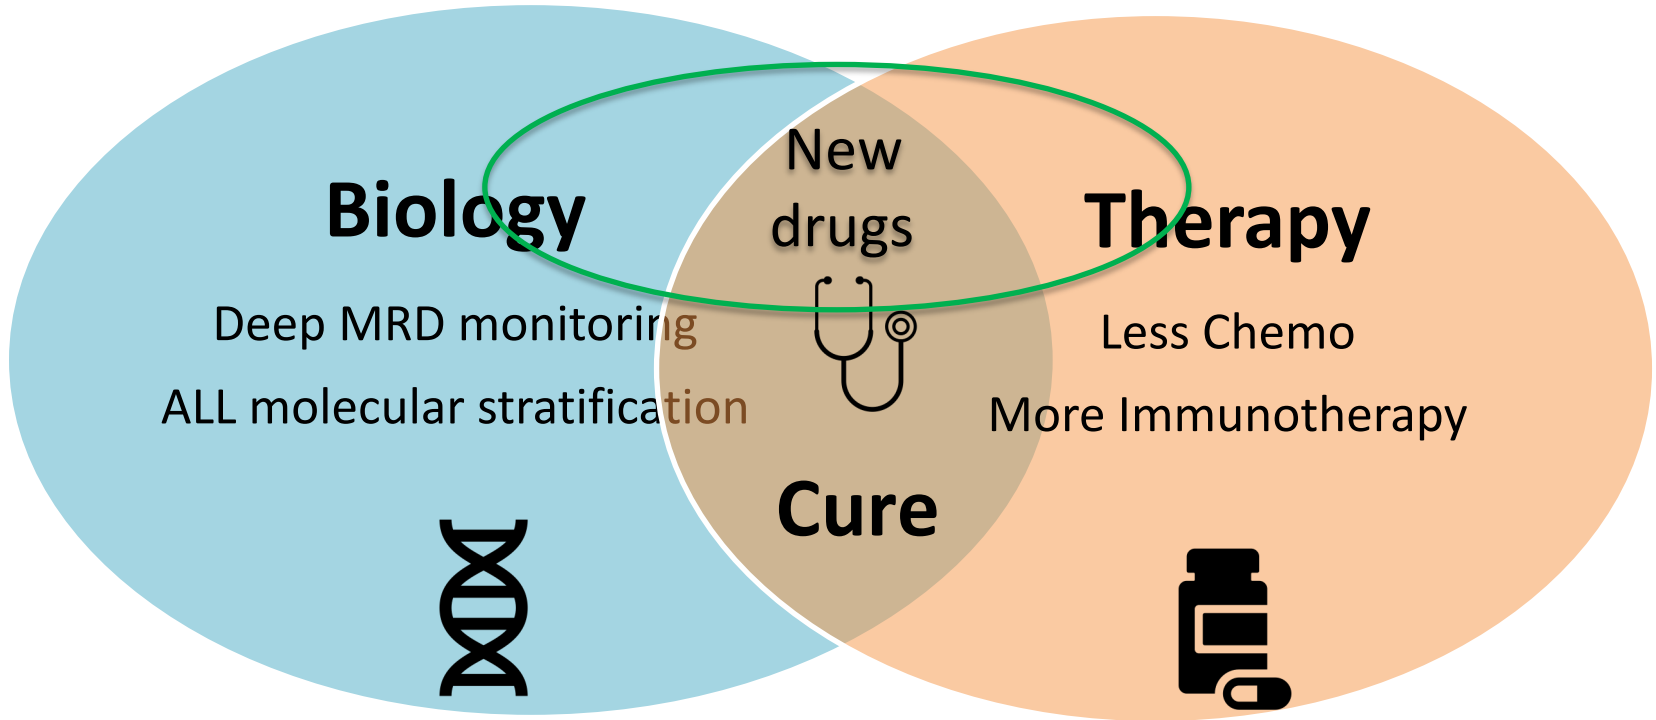 Biology
Deep MRD monitoring
ALL molecular stratification
New
drugs
Cure
Therapy
Less Chemo
More Immunotherapy